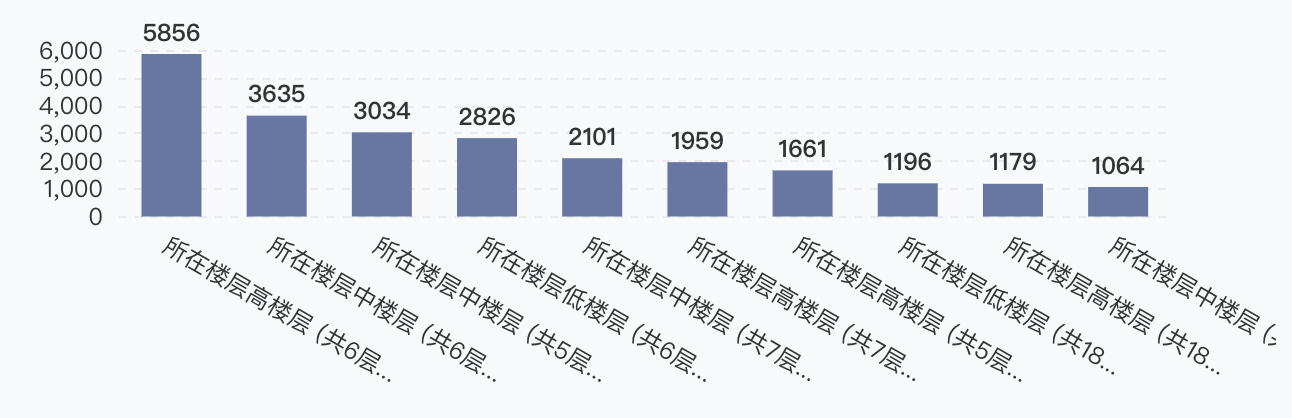 5856
6,000
5,000
4,000
3,000
2,000
1,000
0
3635
3034
2826
2101
1959
1661
1196
1179
1064
所在楼层高楼层 (共6层...
所在楼层中楼层 (共6层...
所在楼层中楼层 (共5层...
所在楼层低楼层 (共6层...
所在楼层中楼层 (共7层...
所在楼层高楼层 (共7层...
所在楼层高楼层 (共5层...
所在楼层低楼层 (共18...
所在楼层高楼层 (共18...
所在楼层中楼层 (